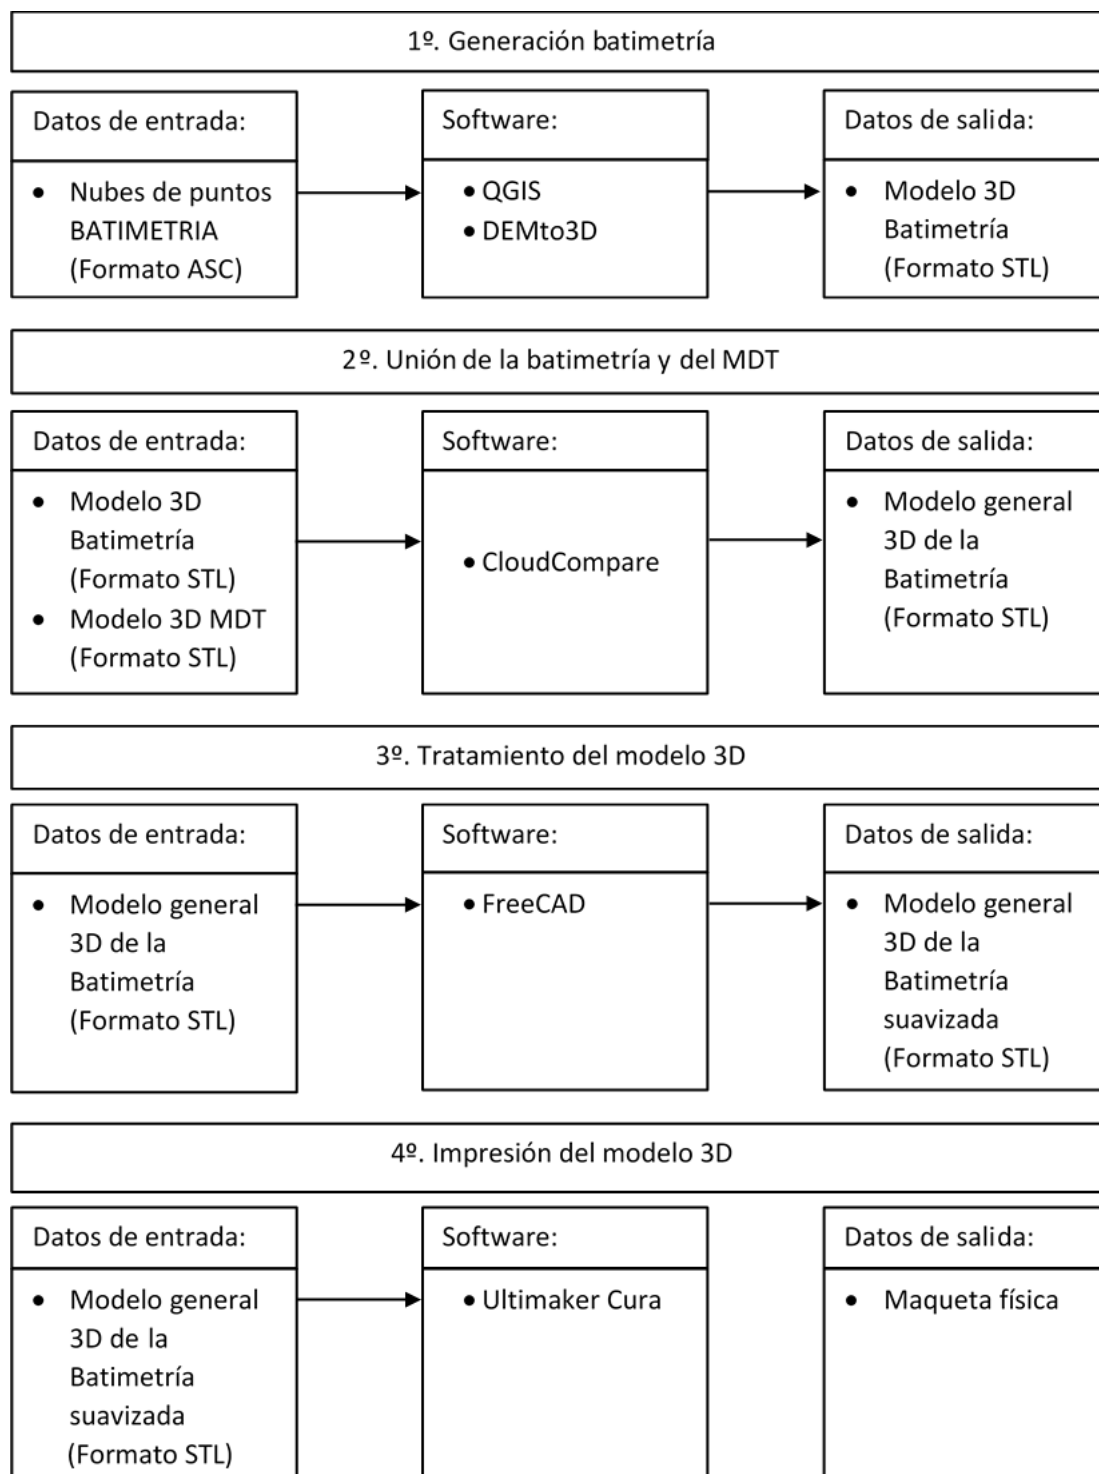 1º. Generación batimetría
Datos de entrada:
• Nubes de puntos
BATIMETRIA
(Formato ASC)
Software:
• QGIS
• DEMto3D
Datos de salida:
• Modelo 3D
Batimetría
(Formato STL)
2º. Unión de la batimetría y del MDT
Datos de entrada:
• Modelo 3D
Batimetría
(Formato STL)
• Modelo 3D MDT
(Formato STL)
Software:
• CloudCompare
Datos de salida:
• Modelo general
3D de la
Batimetría
(Formato STL)
3º. Tratamiento del modelo 3D
Datos de entrada:
• Modelo general
3D de la
Batimetría
(Formato STL)
Software:
• FreeCAD
Datos de salida:
• Modelo general
3D de la
Batimetría
suavizada
(Formato STL)
4º. Impresión del modelo 3D
Datos de entrada:
• Modelo general
3D de la
Batimetría
suavizada
(Formato STL)
Software:
• Ultimaker Cura
Datos de salida:
• Maqueta física